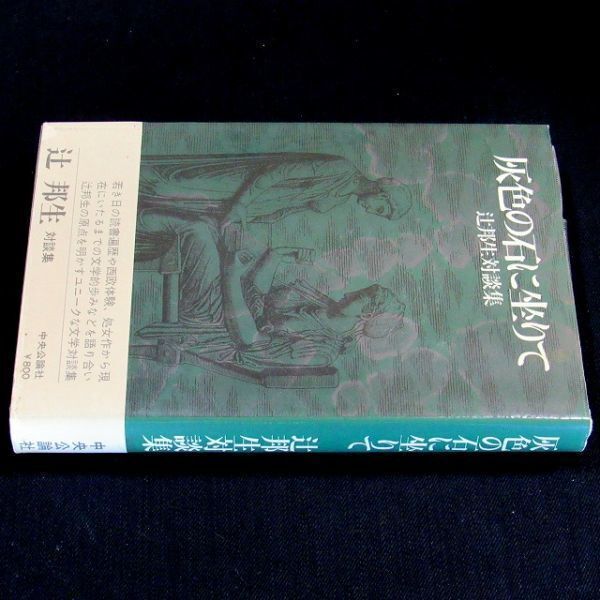 灰色の石に坐りて
辻邦生対談集
若き日の読書遍歴や西欧体験、処女作から現
在にいたるまでの文学的歩みなどを語り合い
辻邦生の原点を明かすユニークな文学対談集
辻 邦生 対談集
中央公論社
¥800
灰色の石に坐りて
辻邦生対談集
中央公論社